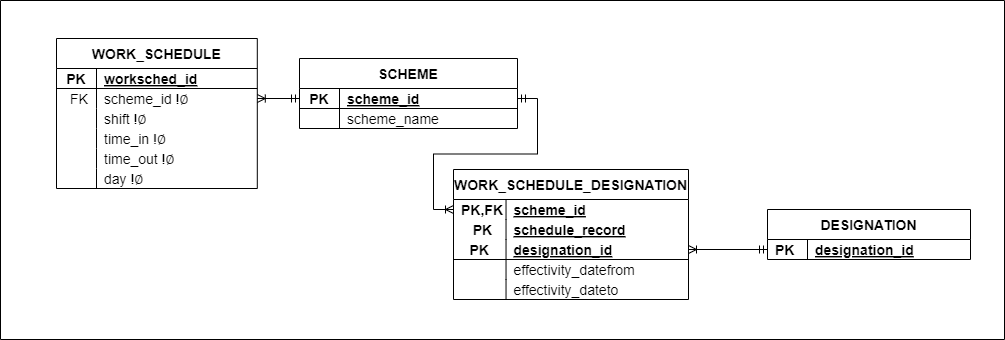 WORK_SCHEDULE
PK worksched_id
FK scheme_id !∅
shift !∅
time_in !∅
time_out !∅
day !∅
SCHEME
PK scheme_id
scheme_name
WORK_SCHEDULE_DESIGNATION
PK,FK scheme_id
PK schedule_record
PK designation_id
effectivity_datefrom
effectivity_dateto
DESIGNATION
PK designation_id